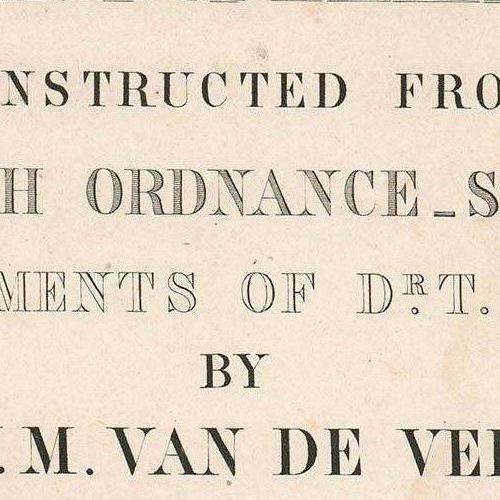 NSTRUCTED FRO
H ORDNANCE_S
MENTS OF DR. T.
BY
. M. VAN DE VE